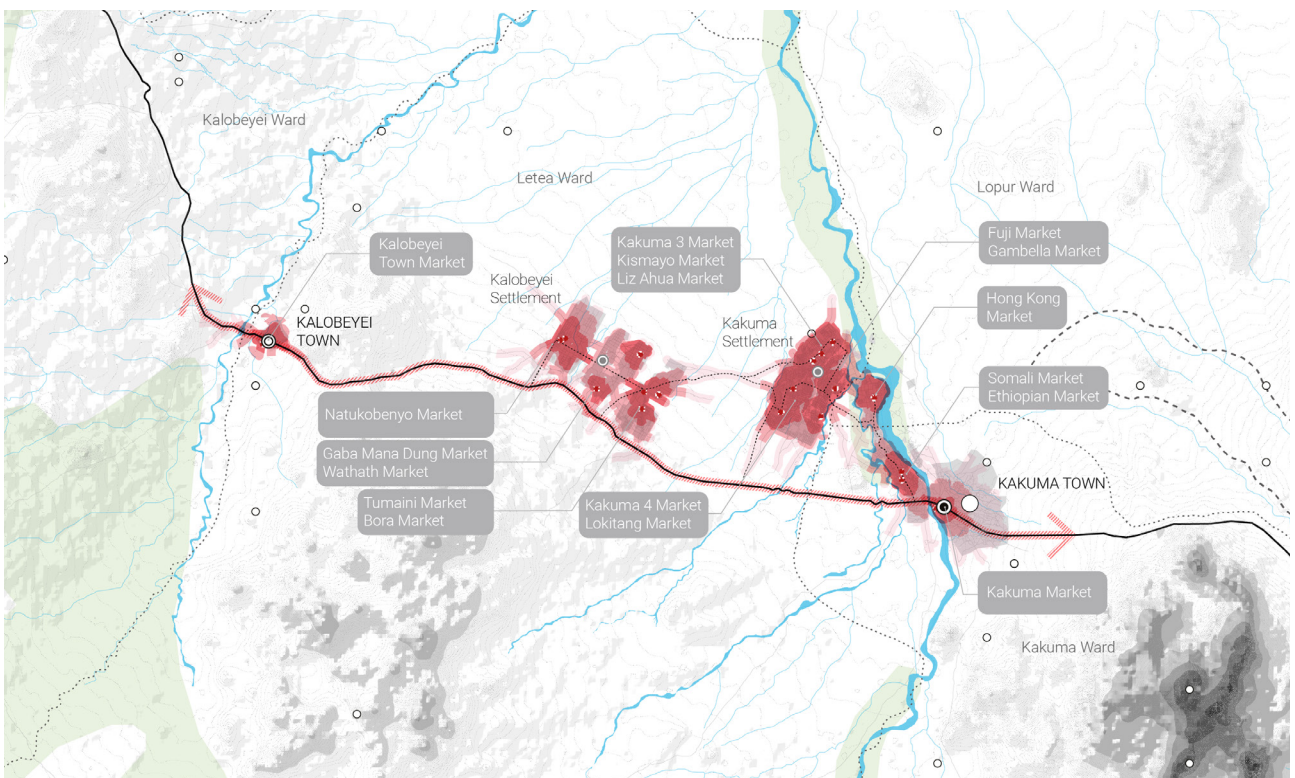 Kalobeyei Ward
Letea Ward
Lopur Ward
Kalobeyei
Town Market
Kakuma 3 Market
Kismayo Market
Liz Ahua Market
Fuji Market
Gambella Market
Kalobeyei
Settlement
Hong Kong
Market
KALOBEYEI
TOWN
Kakuma
Settlement
Somali Market
Ethiopian Market
Natukobenyo Market
Gaba Mana Dung Market
Wathath Market
KAKUMA TOWN
Tumaini Market
Bora Market
Kakuma 4 Market
Lokitang Market
Kakuma Market
Kakuma Ward